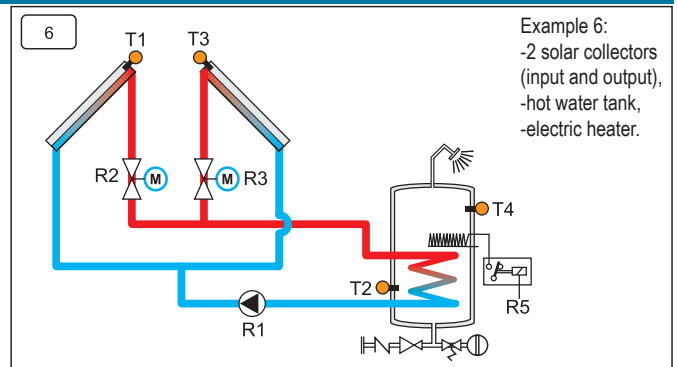 6
T1
T3
Example 6:
-2 solar collectors
(input and output),
-hot water tank,
-electric heater.
R2
M
M
R3
T4
T2
R5
R1